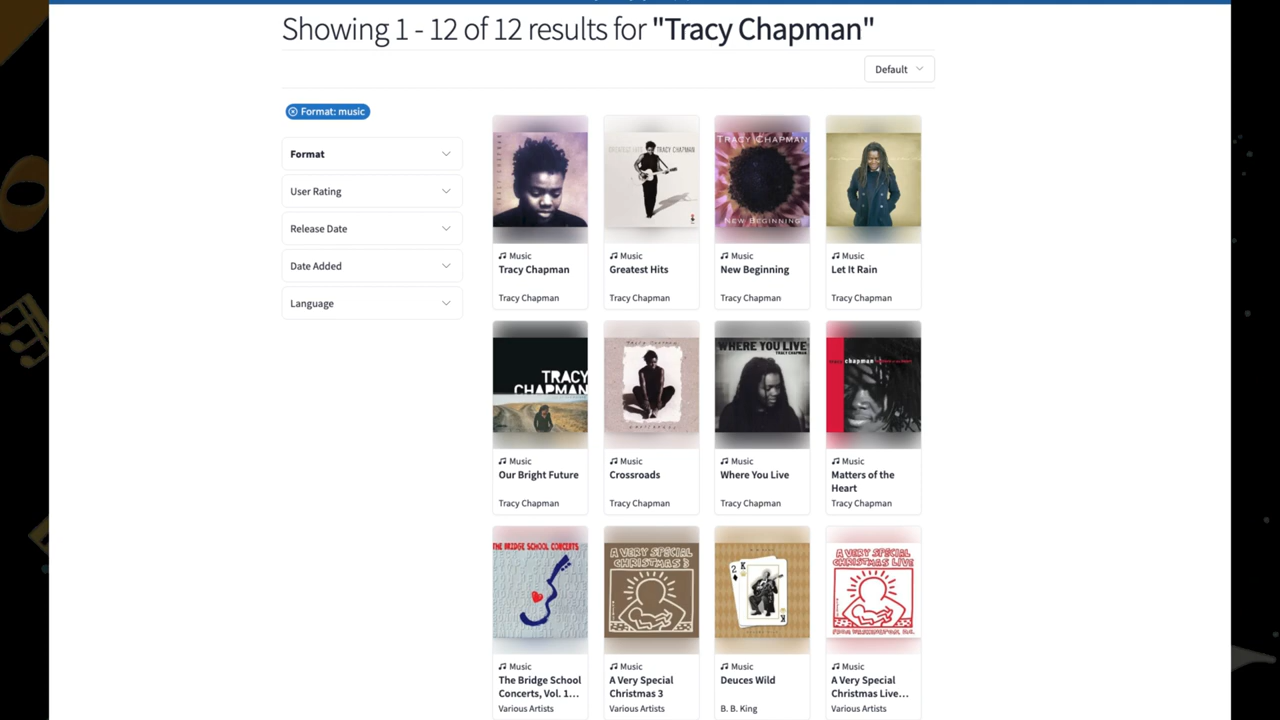 Showing 1 - 12 of 12 results for "Tracy Chapman"
Default
Format: music
Format
User Rating
Release Date
Date Added
Language
TRACY CHAPMAN
TRACY CHAPMAN
NEW BEGINNING
Music
Tracy Chapman
Tracy Chapman
Music
Greatest Hits
Tracy Chapman
Music
New Beginning
Tracy Chapman
Music
Let It Rain
Tracy Chapman
TRACY
CHAPMAN
WHERE YOU LIVE
TRACY CHAPMAN
chapman
Music
Our Bright Future
Tracy Chapman
Music
Crossroads
Tracy Chapman
Music
Where You Live
Tracy Chapman
Music
Matters of the
Heart
Tracy Chapman
THE BRIDGE SCHOOL CONCERTS
A VERY SPECIAL
CHRISTMAS 3
2 K
K
A VERY SPECIAL
CHRISTMAS LIVE
FROM WASHINGTON, D.C.
Music
The Bridge School
Concerts, Vol. 1...
Various Artists
Music
A Very Special
Christmas 3
Various Artists
Music
Deuces Wild
B. B. King
Music
A Very Special
Christmas Live...
Various Artists